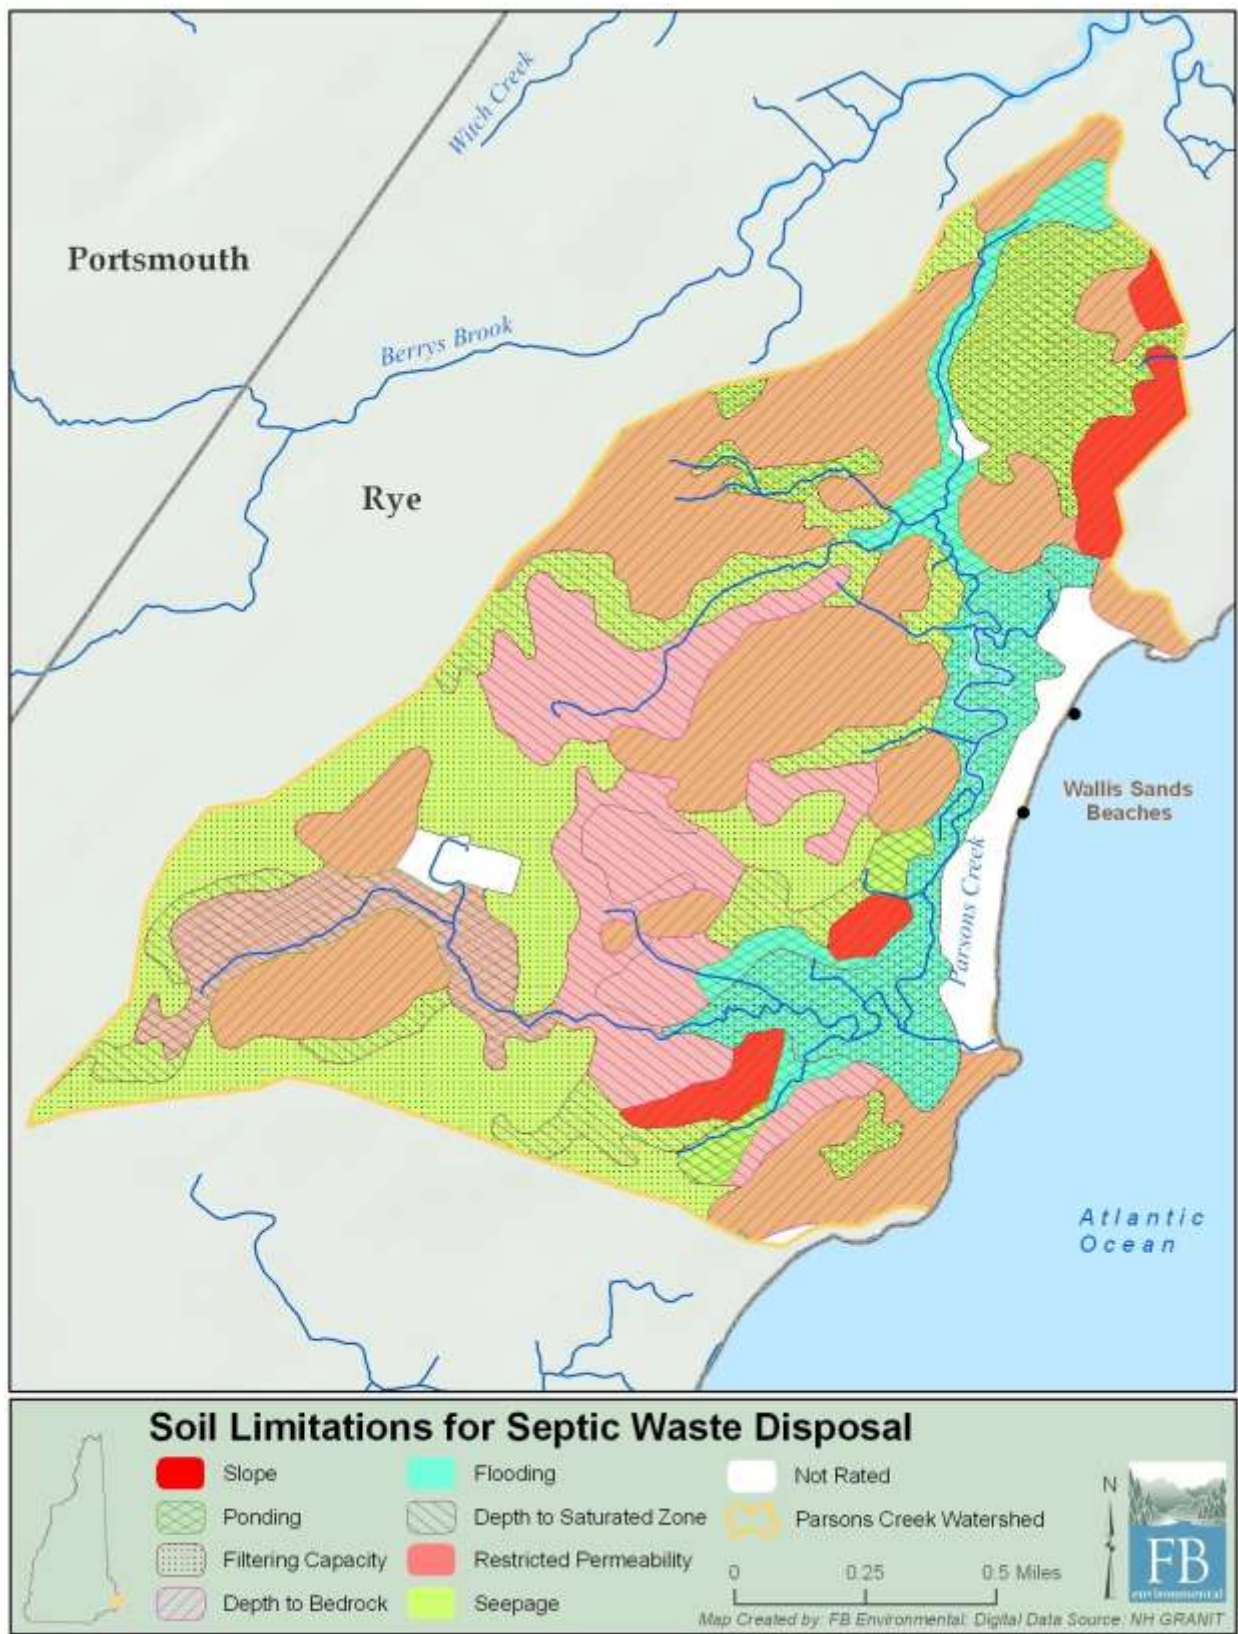 Witch Creek
Portsmouth
Berrys Brook
Rye
Wallis Sands
Beaches
Parsons Creek
Atlantic
Ocean
Soil Limitations for Septic Waste Disposal
Slope
Flooding
Not Rated
Ponding
Depth to Saturated Zone
Parsons Creek Watershed
Filtering Capacity
Restricted Permeability
Depth to Bedrock
Seepage
0 0.25 0.5 Miles
N
FB
environmental
Map Created by: FB Environmental: Digital Data Source: NH GRANIT